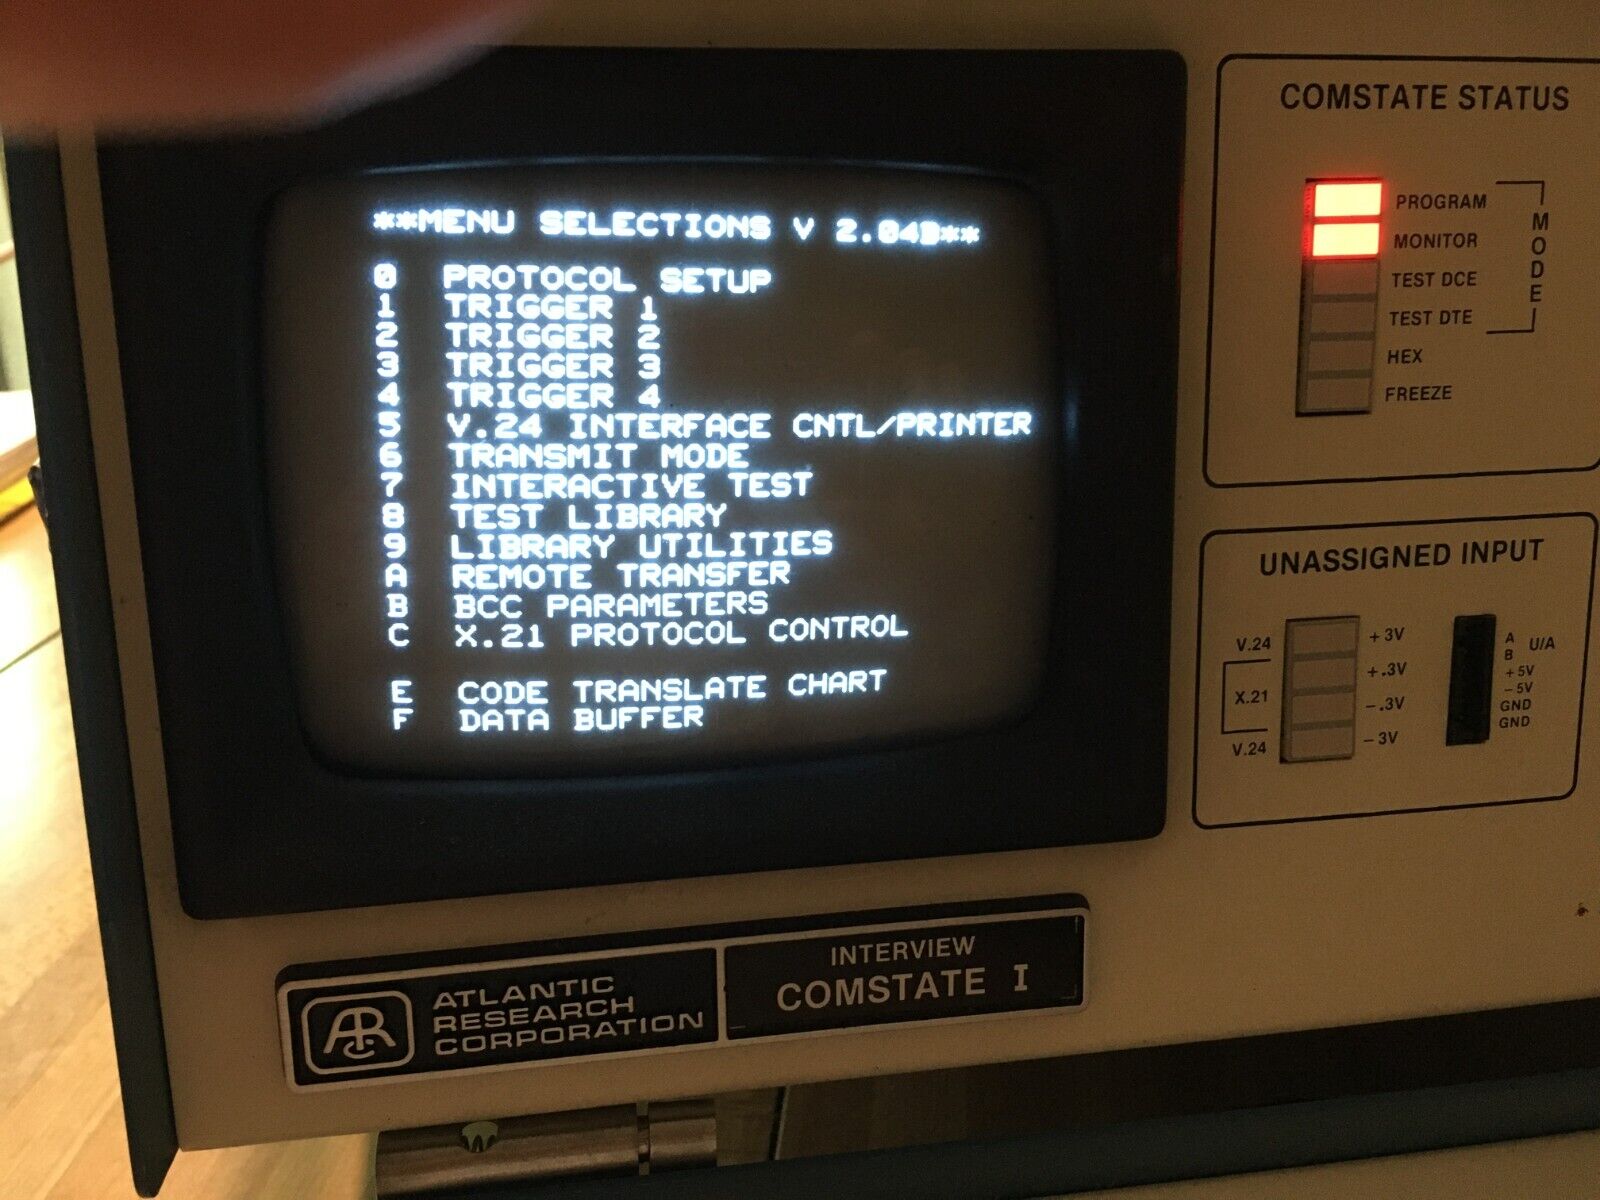 **MENU SELECTIONS V 2.04B**
0 PROTOCOL SETUP
1 TRIGGER 1
2 TRIGGER 2
3 TRIGGER 3
4 TRIGGER 4
5 V.24 INTERFACE CNTL/PRINTER
6 TRANSMIT MODE
7 INTERACTIVE TEST
8 TEST LIBRARY
9 LIBRARY UTILITIES
A REMOTE TRANSFER
B BCC PARAMETERS
C X.21 PROTOCOL CONTROL
E CODE TRANSLATE CHART
F DATA BUFFER
COMSTATE STATUS
PROGRAM
MONITOR
TEST DCE
TEST DTE
MODE
HEX
FREEZE
UNASSIGNED INPUT
V.24
X.21
V.24
+3V
+.3V
-.3V
-3V
A
B
U/A
+5V
-5V
GND
GND
ARC
ATLANTIC
RESEARCH
CORPORATION
INTERVIEW
COMSTATE I